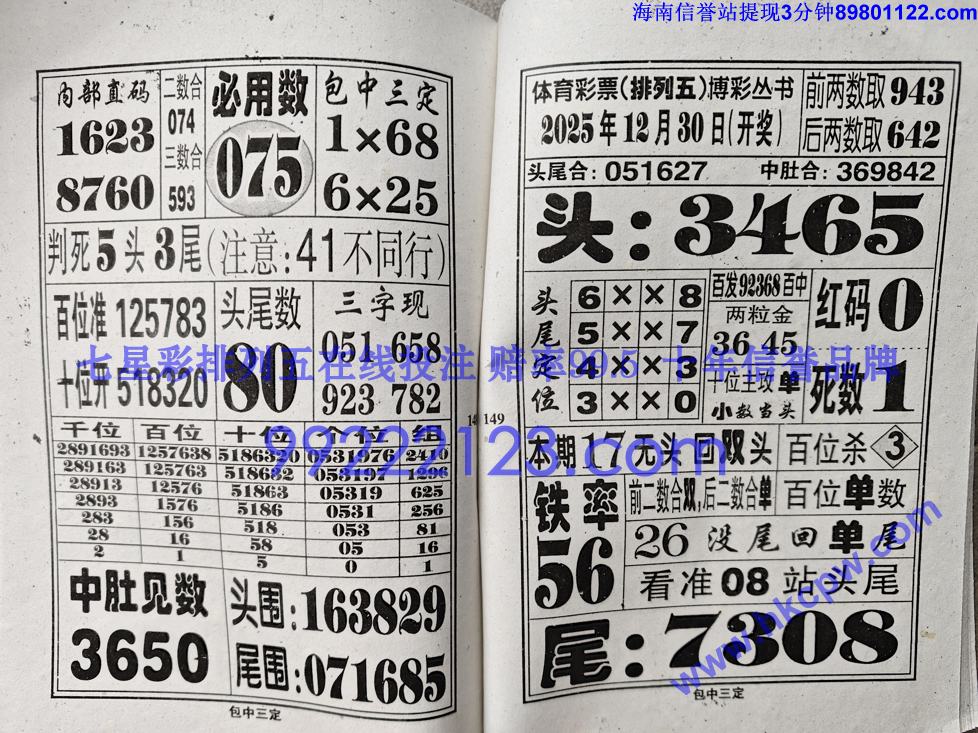 海南信誉站提现3分钟89801122.com
内部直码
1623
8760
二数合
074
三数合
593
必用数
075
包中三定
1×68
6×25
判死5头3尾(注意:41不同行)
百位准 125783
十位开 518320
头尾数
80
三字现
051 658
923 782
千位 百位 十位 个位 组
2891693 1257638 5186320 0531976 2410
289163 125763 518632 053197 1296
28913 12576 51863 05319 625
2893 1576 5186 0531 256
283 156 518 053 81
28 16 58 05 16
2 1 5 0 1
中肚见数
3650
头围:163829
尾围:071685
包中三定
149
体育彩票(排列五)博彩丛书
2025年12月30日(开奖)
前两数取943
后两数取642
头尾合:051627 中肚合:369842
头:3465
头尾定位
6××8
5××7
4××3
3××0
百发92368百中
两粒金
36 45
十位主攻单
小数当头
红码0
死数1
本期17无头回双头
百位杀3
铁率
56
前二数合双,后二数合单
百位单数
26没尾回单尾
看准08站头尾
尾:7308
包中三定
七星彩排列五在线投注 赔率99.5 十年信誉品牌
99222123.com
www.hkcpw.com